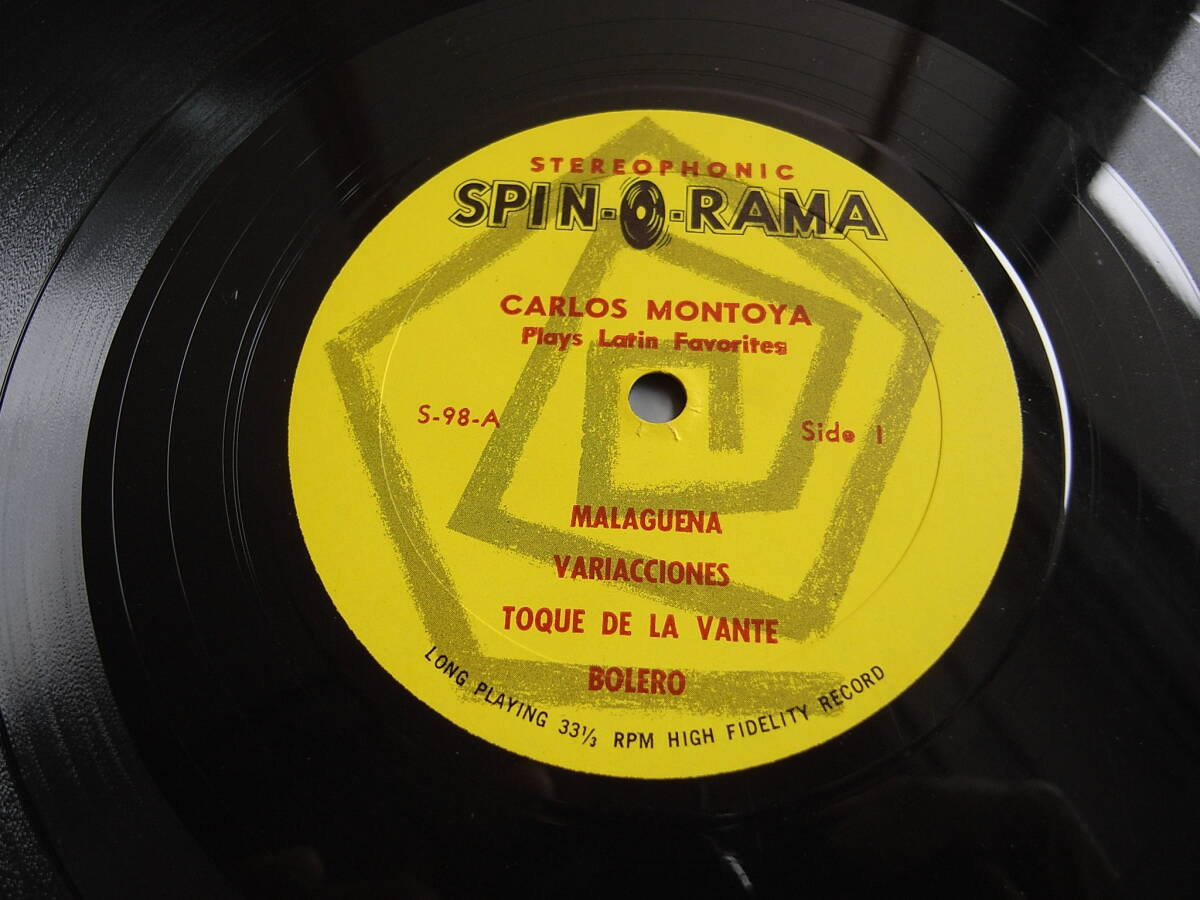 STEREOPHONIC
SPIN-O-RAMA
CARLOS MONTOYA
Plays Latin Favorites
S-98-A
Side 1
MALAGUENA
VARIACCIONES
TOQUE DE LA VANTE
BOLERO
LONG PLAYING 33⅓ RPM HIGH FIDELITY RECORD